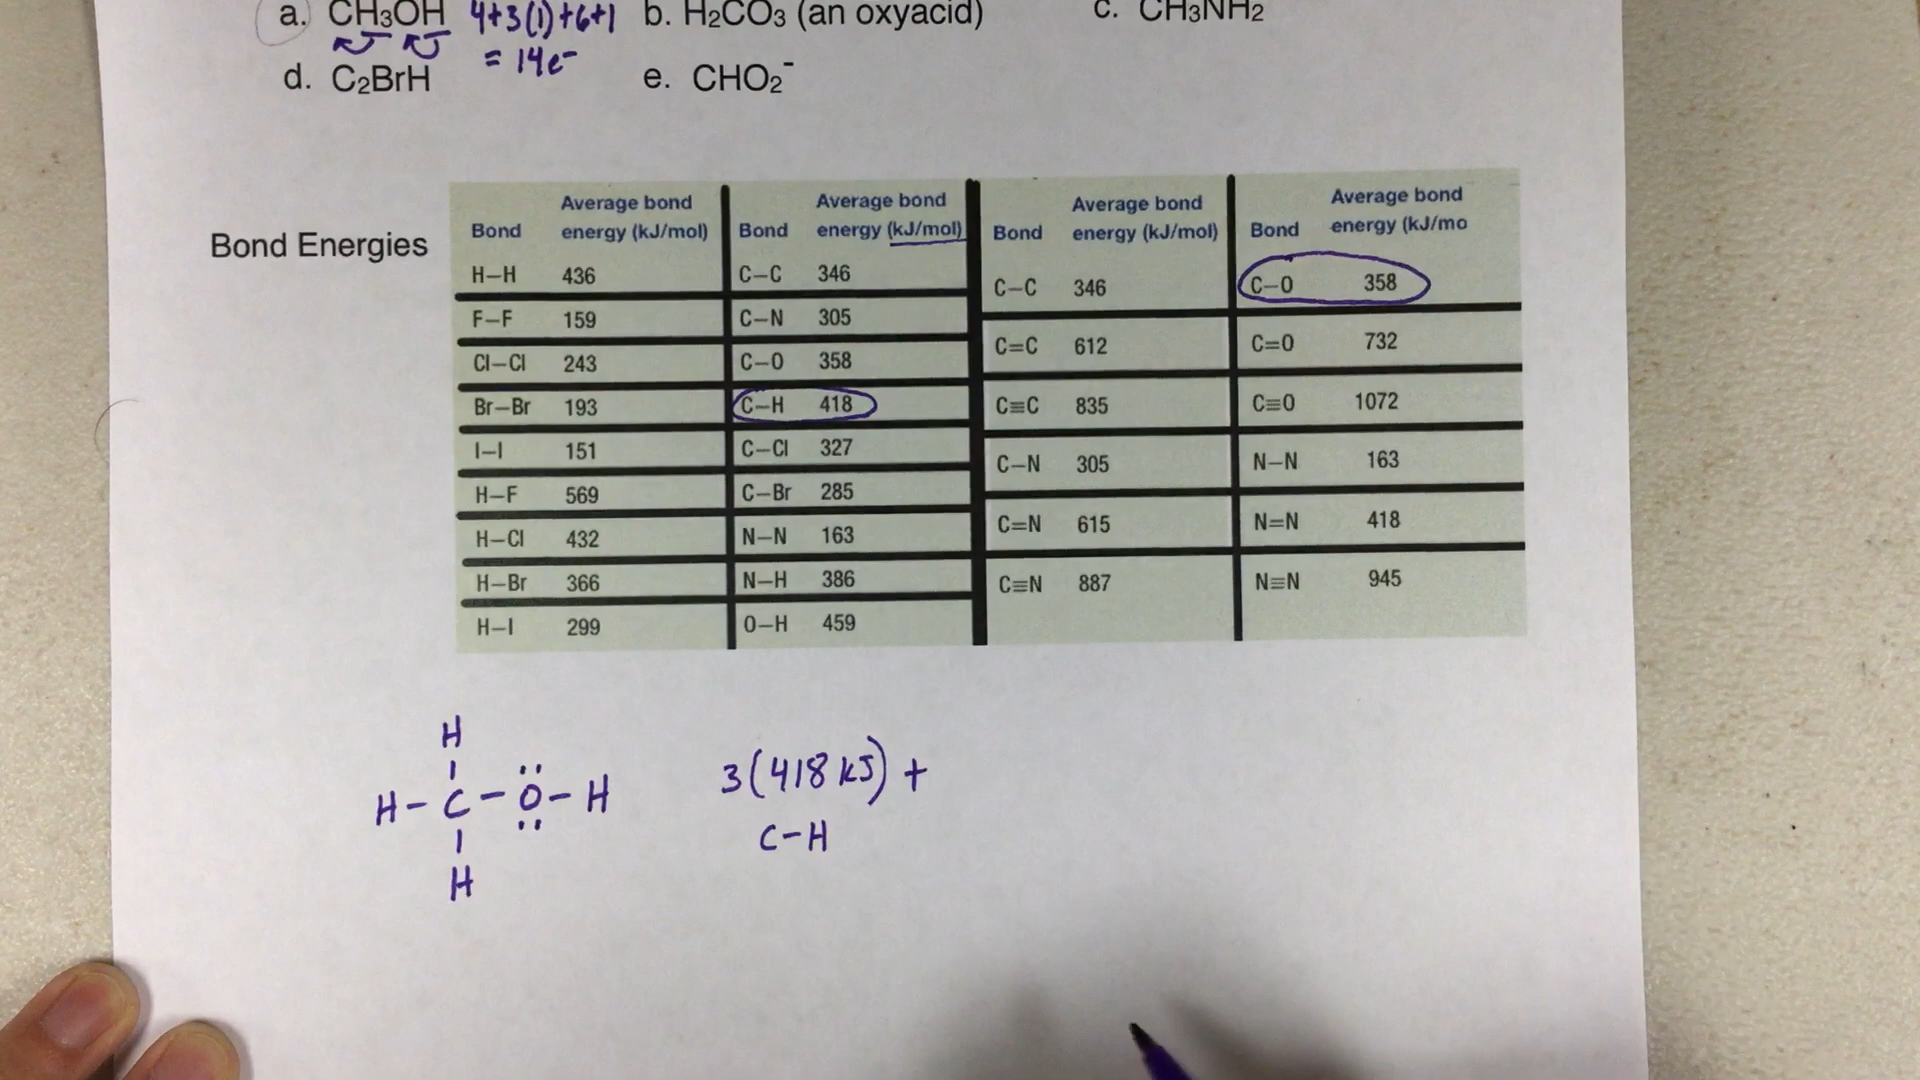 a. CH3OH 4+3(1)+6+1 b. H2CO3 (an oxyacid) c. CH3NH2
= 14e-
d. C2BrH e. CHO2-
Bond Energies
Bond Average bond energy (kJ/mol) Bond Average bond energy (kJ/mol) Bond Average bond energy (kJ/mol) Bond Average bond energy (kJ/mo
H–H 436
F–F 159
Cl–Cl 243
Br–Br 193
I–I 151
H–F 569
H–Cl 432
H–Br 366
H–I 299
C–C 346
C–N 305
C–O 358
C–H 418
C–Cl 327
C–Br 285
N–N 163
N–H 386
O–H 459
C–C 346
C=C 612
C≡C 835
C–N 305
C=N 615
C≡N 887
C–O 358
C=O 732
C≡O 1072
N–N 163
N=N 418
N≡N 945
H
H-C-O-H
H
3(418 kJ) +
C-H